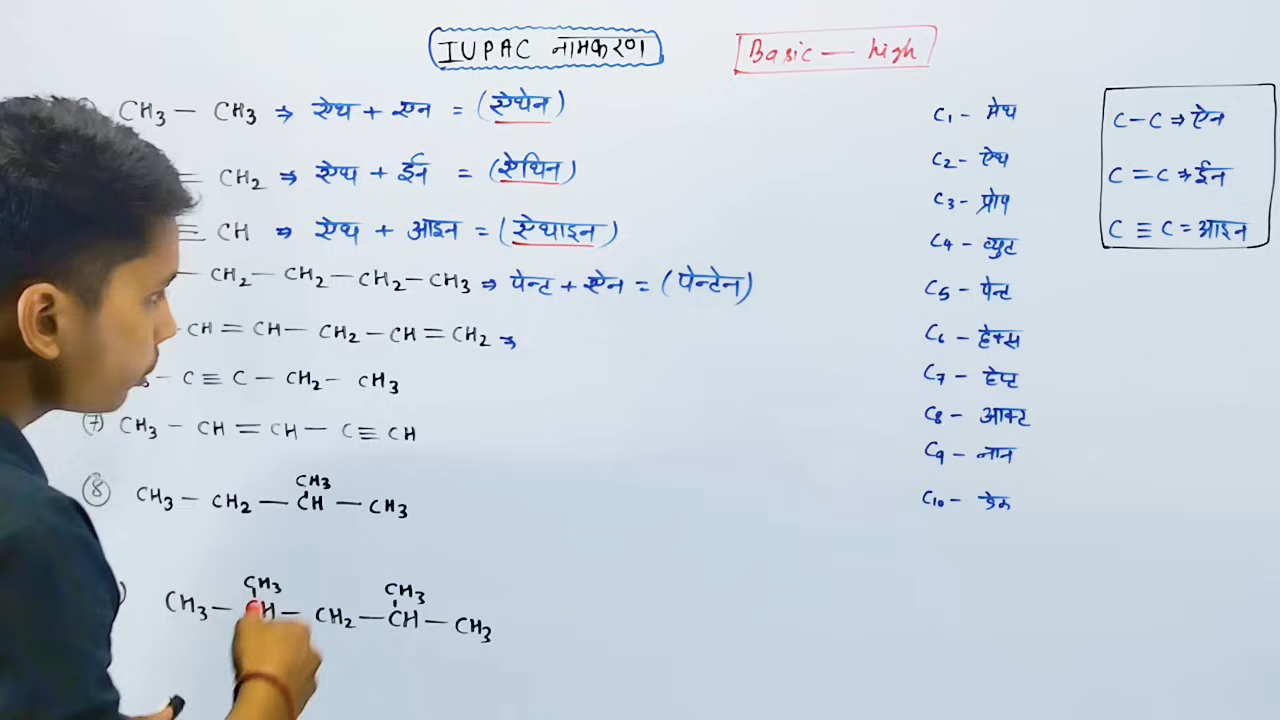 IUPAC नामकरण
Basic — high
CH3 — CH3 ⇒ एथ + एन = (एथेन)
= CH2 ⇒ एथ + ईन = (एथिन)
≡ CH ⇒ एथ + आइन = (एथाइन)
— CH2 — CH2 — CH2 — CH3 ⇒ पेन्ट + ऐन = (पेन्टेन)
CH = CH — CH2 — CH = CH2 ⇒
— C ≡ C — CH2 — CH3
(7) CH3 — CH = CH — C ≡ CH
CH3
(8) CH3 — CH2 — CH — CH3
CH3 CH3
CH3 — CH — CH2 — CH — CH3
C1 - मेथ
C2 - ऐथ
C3 - प्रोप
C4 - ब्युट
C5 - पेन्ट
C6 - हेक्स
C7 - हेप्ट
C8 - आक्ट
C9 - नान
C10 - डेक
C — C ⇒ ऐन
C = C ⇒ ईन
C ≡ C = आइन